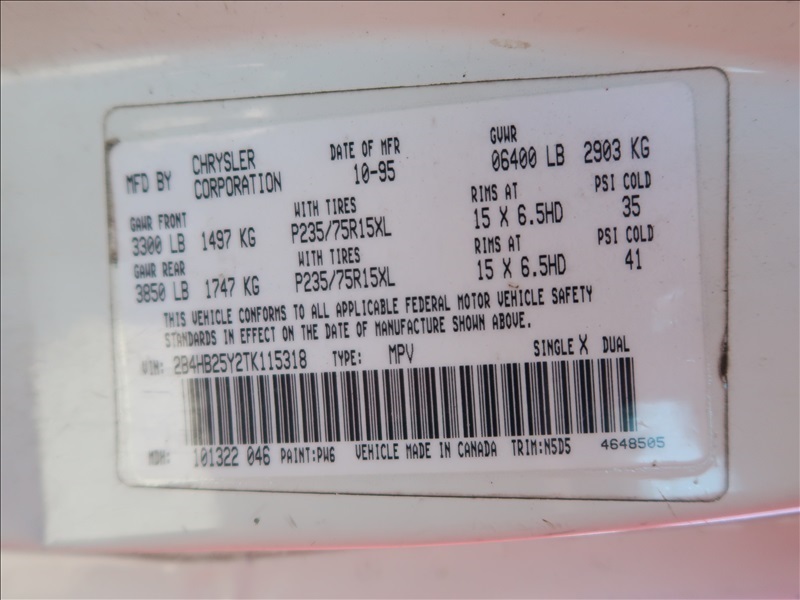 MFD BY CHRYSLER CORPORATION DATE OF MFR 10-95 GVWR 06400 LB 2903 KG
GAWR FRONT WITH TIRES RIMS AT PSI COLD
3300 LB 1497 KG P235/75R15XL 15 X 6.5HD 35
GAWR REAR WITH TIRES RIMS AT PSI COLD
3850 LB 1747 KG P235/75R15XL 15 X 6.5HD 41
THIS VEHICLE CONFORMS TO ALL APPLICABLE FEDERAL MOTOR VEHICLE SAFETY
STANDARDS IN EFFECT ON THE DATE OF MANUFACTURE SHOWN ABOVE.
VIN: 2B4HB25Y2TK115318 TYPE: MPV SINGLE X DUAL
MDH: 101322 046 PAINT:PW6 VEHICLE MADE IN CANADA TRIM:N5D5 4648505